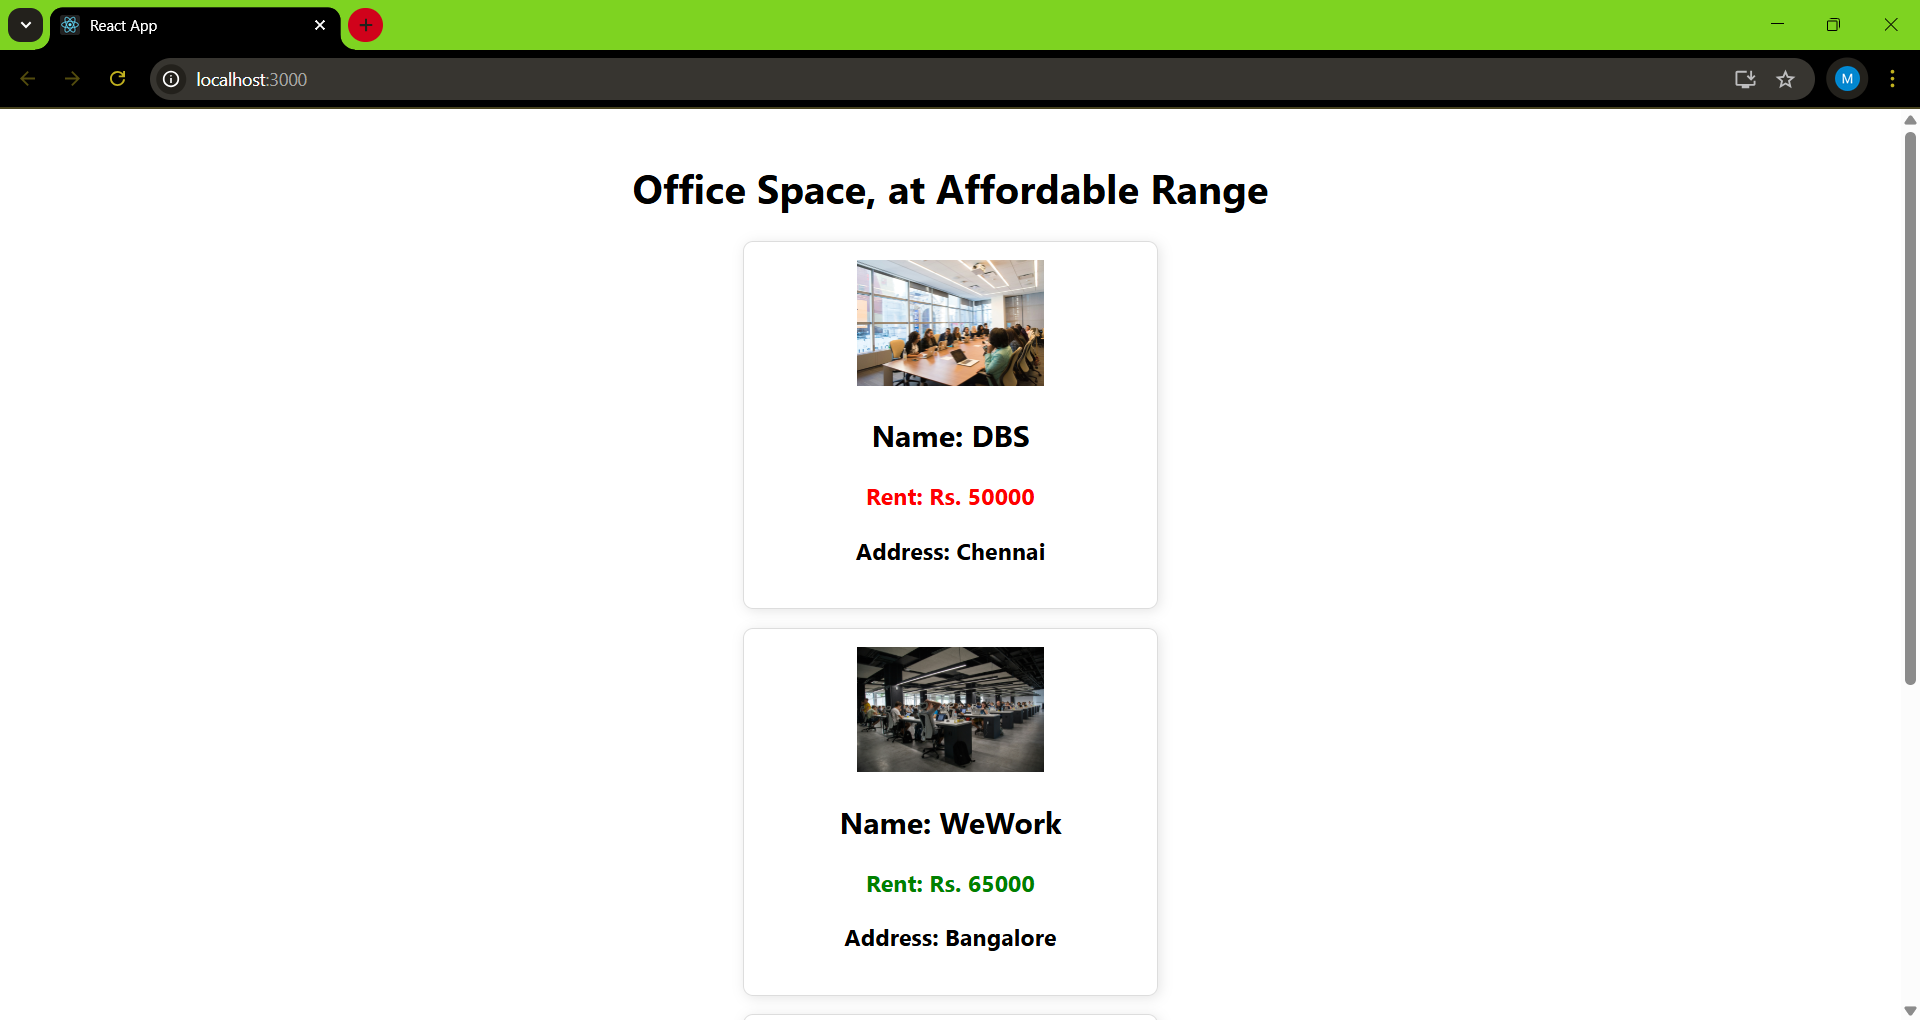 React App
localhost:3000
M
Office Space, at Affordable Range
Name: DBS
Rent: Rs. 50000
Address: Chennai
Name: WeWork
Rent: Rs. 65000
Address: Bangalore